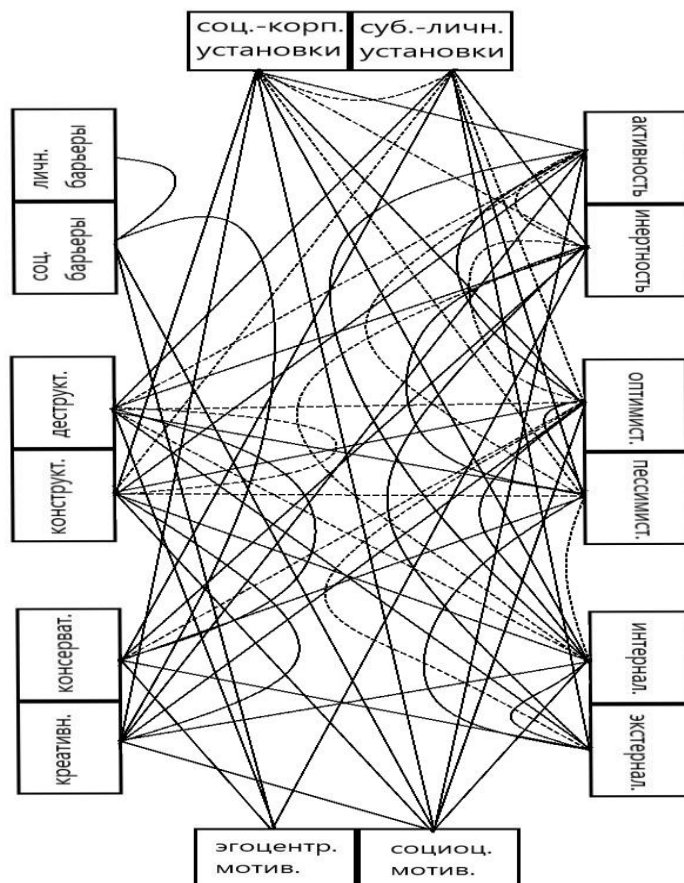 соц.-корп.
установки
суб.-личн.
установки
личн.
барьеры
соц.
барьеры
деструкт.
конструкт.
консерват.
креативн.
активность
инертность
оптимист.
пессимист.
интернал.
экстернал.
эгоцентр.
мотив.
социоц.
мотив.